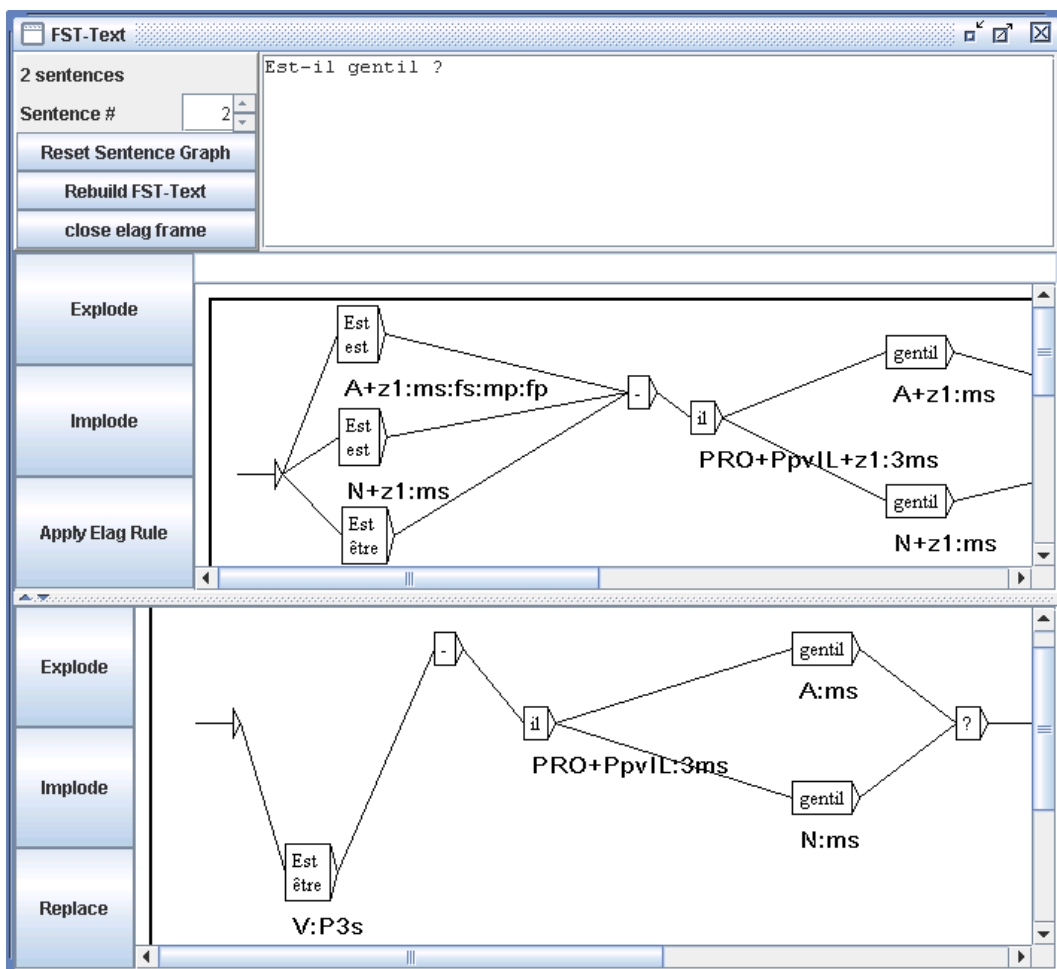 FST-Text
2 sentences
Sentence # 2
Reset Sentence Graph
Rebuild FST-Text
close elag frame
Est-il gentil ?
Explode
Implode
Apply Elag Rule
Est
est
A+z1:ms:fs:mp:fp
Est
est
N+z1:ms
Est
être
-
il
PRO+PpvIL+z1:3ms
gentil
A+z1:ms
gentil
N+z1:ms
Explode
Implode
Replace
Est
être
V:P3s
-
il
PRO+PpvIL:3ms
gentil
A:ms
gentil
N:ms
?